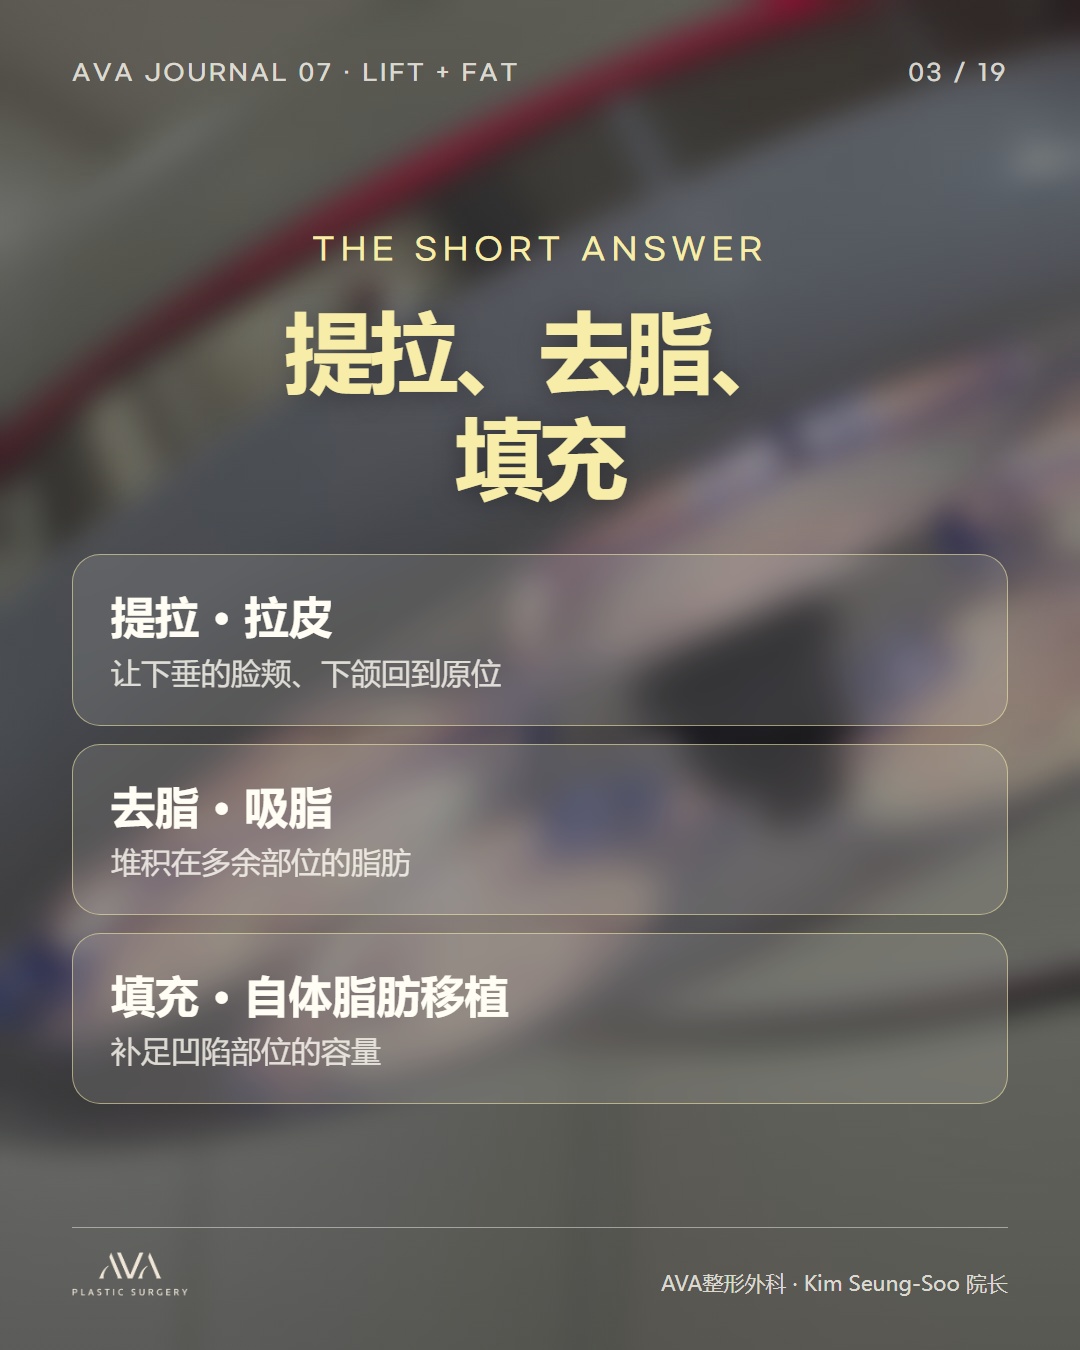 AVA JOURNAL 07 · LIFT + FAT
03 / 19
THE SHORT ANSWER
提拉、去脂、
填充
提拉 • 拉皮
让下垂的脸颊、下颌回到原位
去脂 • 吸脂
堆积在多余部位的脂肪
填充 • 自体脂肪移植
补足凹陷部位的容量
AVA
PLASTIC SURGERY
AVA整形外科 · Kim Seung-Soo 院长